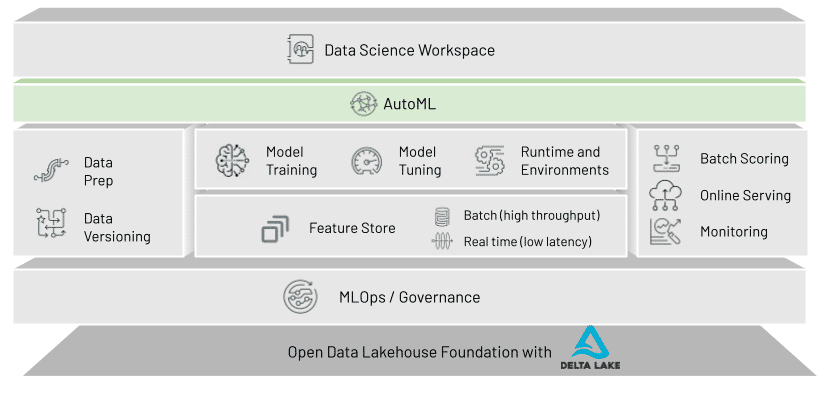 Data Science Workspace
AutoML
Data
Prep
Data
Versioning
Model
Training
Model
Tuning
Runtime and
Environments
Feature Store
Batch (high throughput)
Real time (low latency)
Batch Scoring
Online Serving
Monitoring
MLOps / Governance
Open Data Lakehouse Foundation with
DELTA LAKE